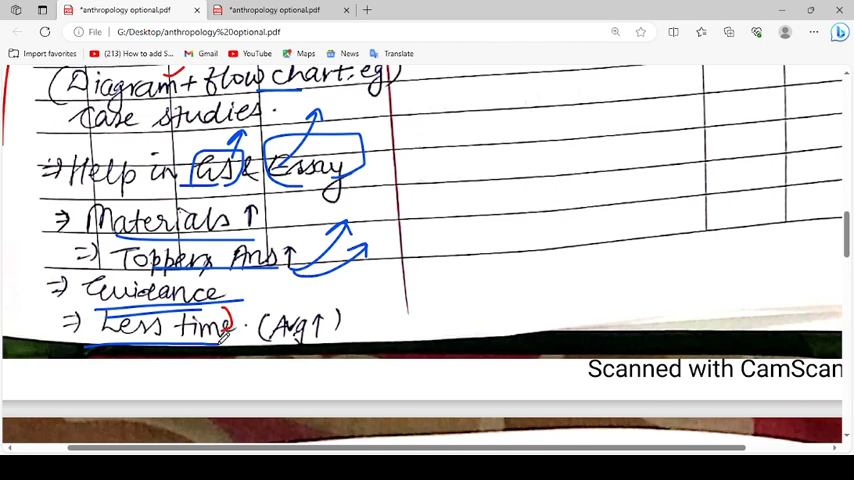 *anthropology optional.pdf
*anthropology optional.pdf
File
G:/Desktop/anthropology%20optional.pdf
Import favorites
(213) How to add S...
Gmail
YouTube
Maps
News
Translate
(Diagram + flow chart. eg)
Case studies.
⇒ Help in GS & Essay
⇒ Materials ↑
⇒ Toppers Ans ↑
⇒ Guidance
⇒ Less time. (Avg ↑)
Scanned with CamScan